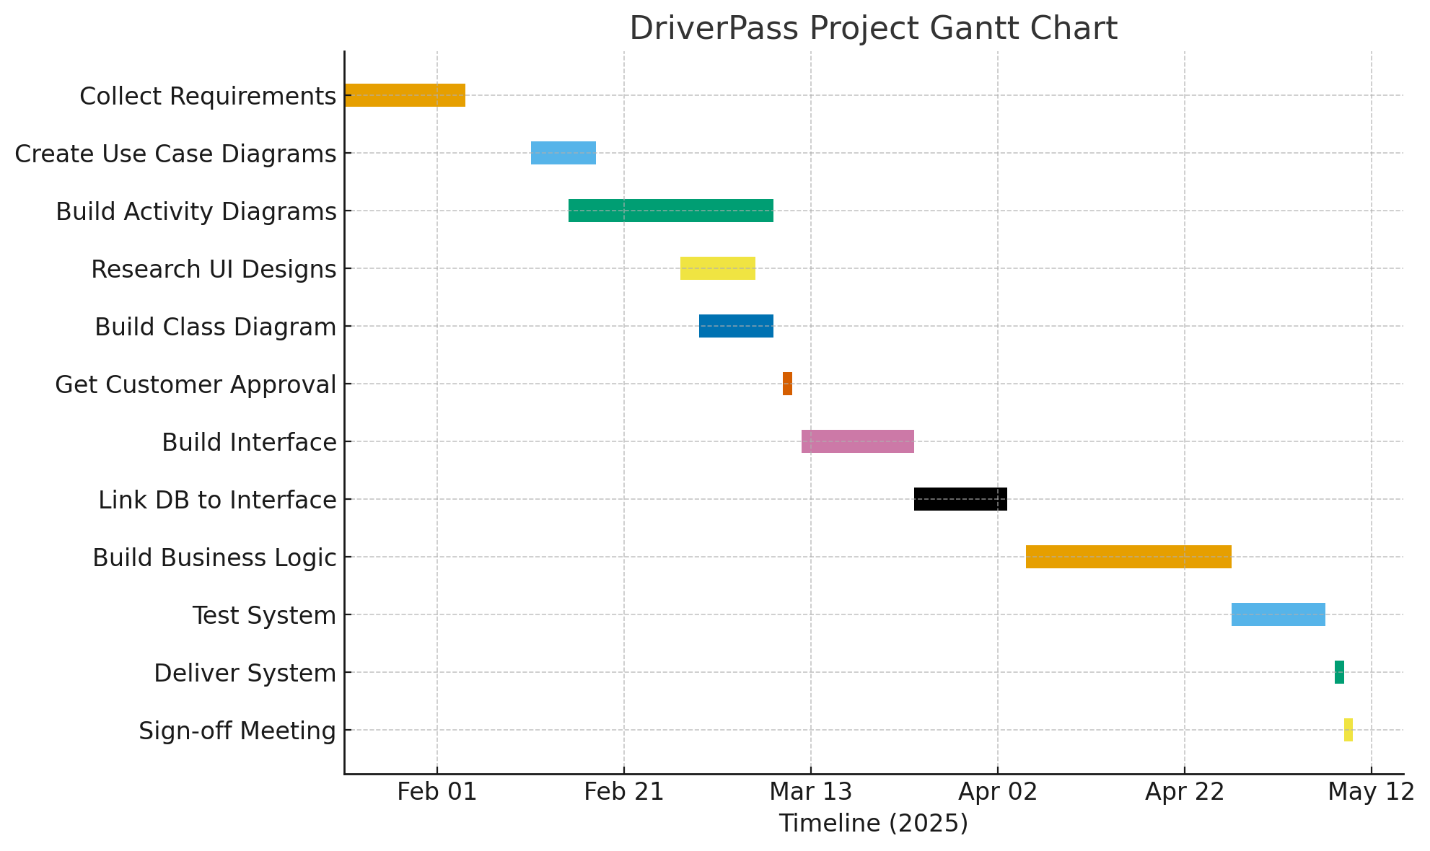 DriverPass Project Gantt Chart
Collect Requirements
Create Use Case Diagrams
Build Activity Diagrams
Research UI Designs
Build Class Diagram
Get Customer Approval
Build Interface
Link DB to Interface
Build Business Logic
Test System
Deliver System
Sign-off Meeting
Feb 01 Feb 21 Mar 13 Apr 02 Apr 22 May 12
Timeline (2025)